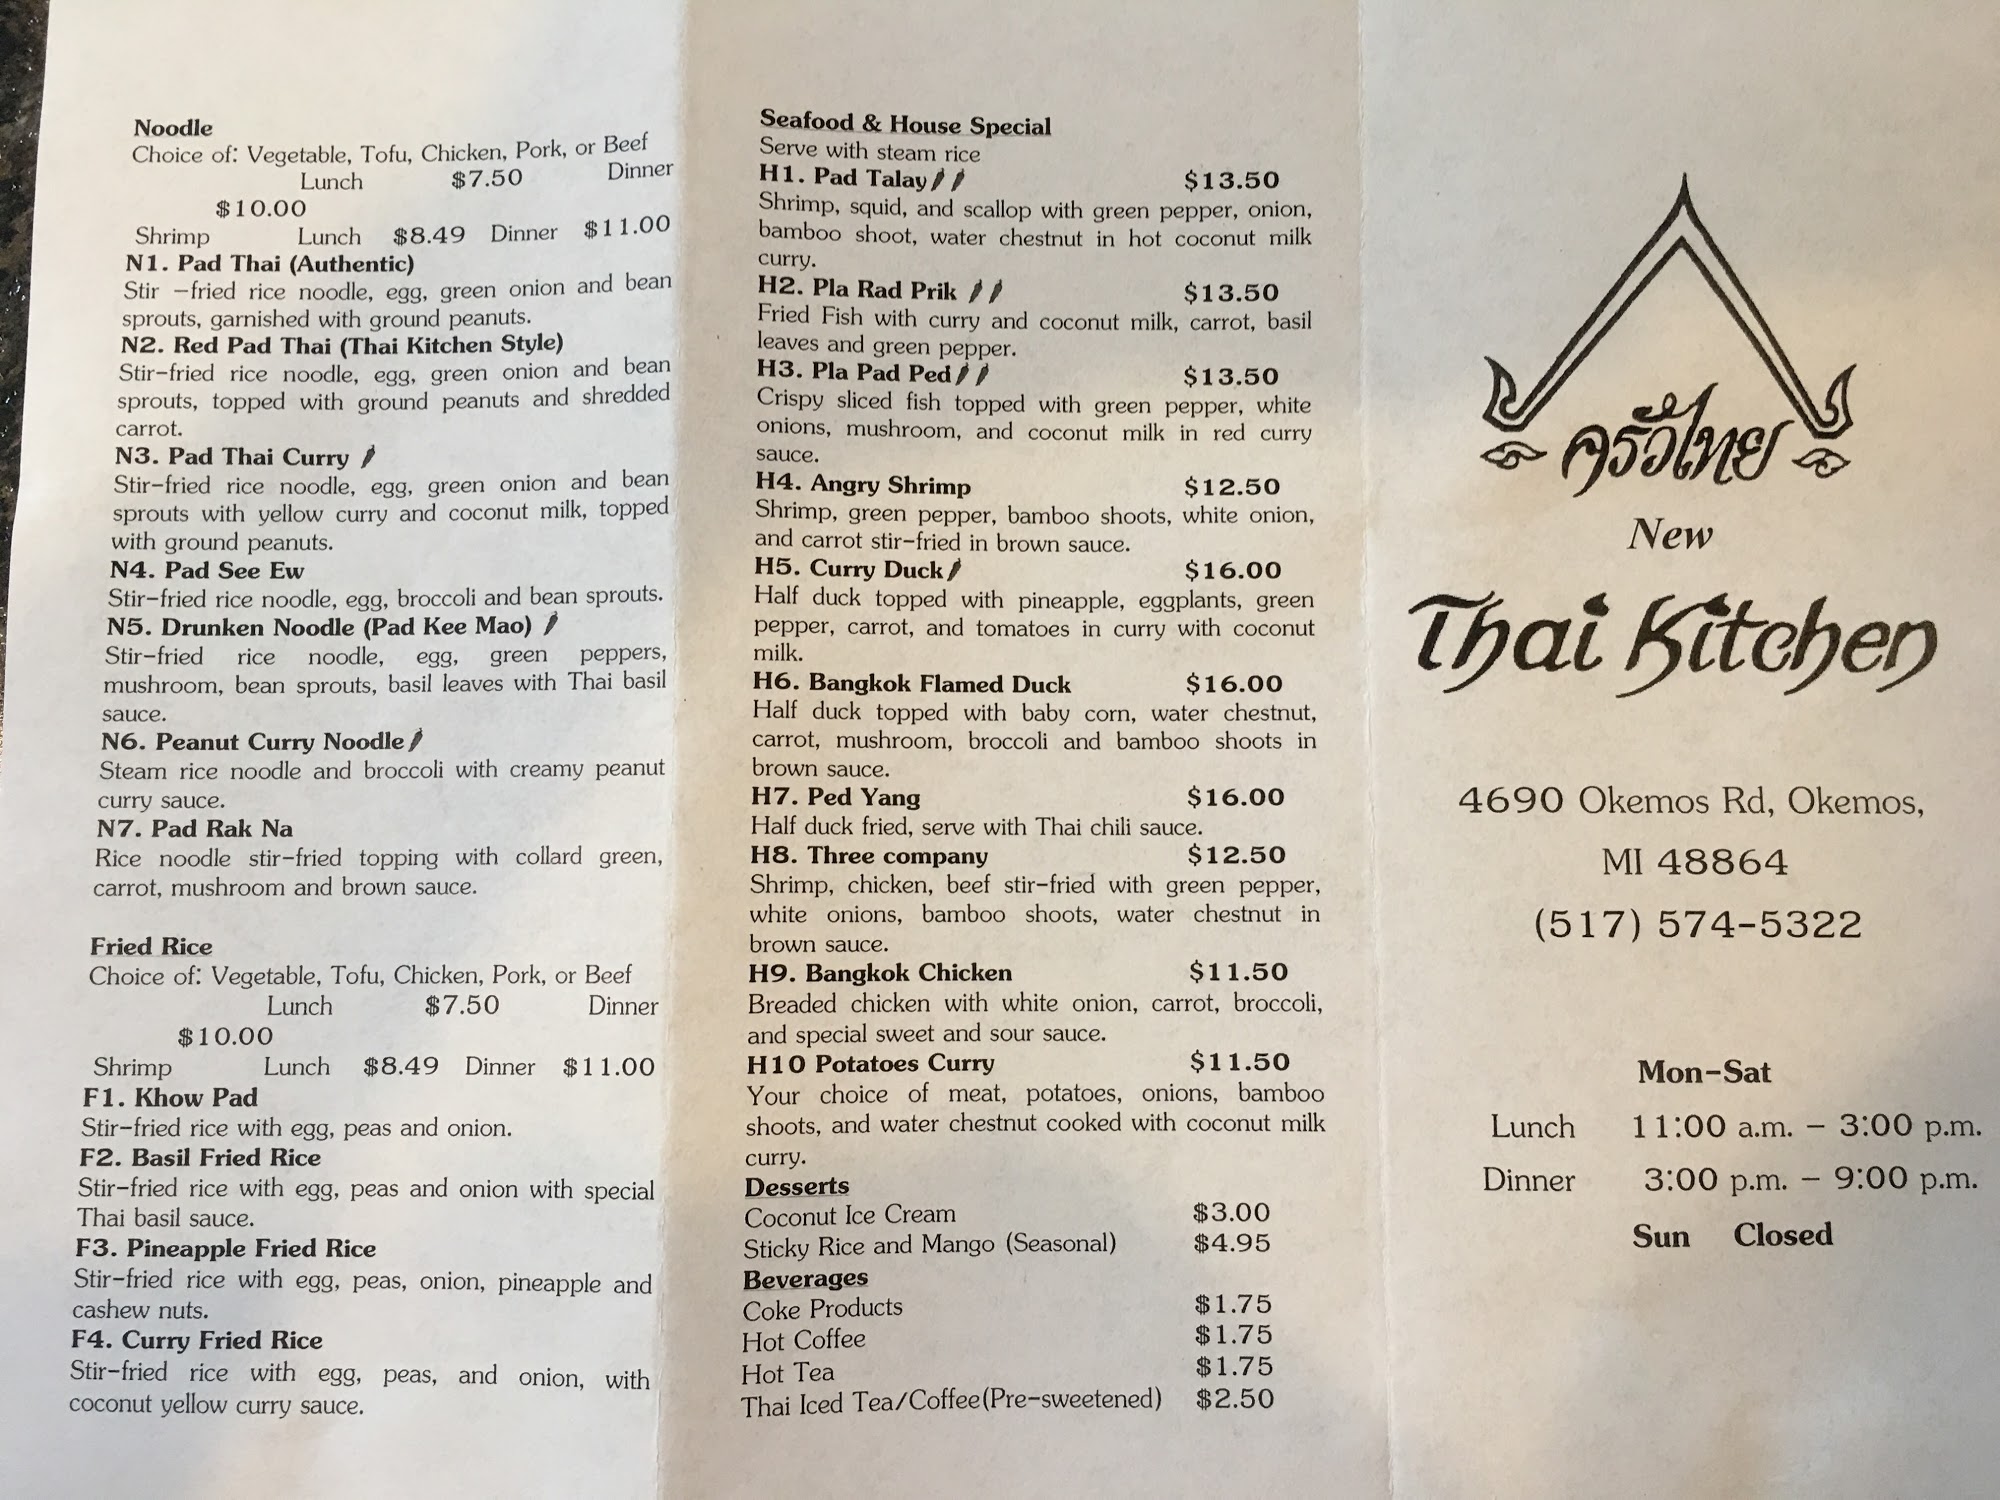 Noodle
Choice of: Vegetable, Tofu, Chicken, Pork, or Beef
Lunch $7.50 Dinner
$10.00
Shrimp Lunch $8.49 Dinner $11.00
N1. Pad Thai (Authentic)
Stir –fried rice noodle, egg, green onion and bean
sprouts, garnished with ground peanuts.
N2. Red Pad Thai (Thai Kitchen Style)
Stir-fried rice noodle, egg, green onion and bean
sprouts, topped with ground peanuts and shredded
carrot.
N3. Pad Thai Curry
Stir-fried rice noodle, egg, green onion and bean
sprouts with yellow curry and coconut milk, topped
with ground peanuts.
N4. Pad See Ew
Stir-fried rice noodle, egg, broccoli and bean sprouts.
N5. Drunken Noodle (Pad Kee Mao)
Stir-fried rice noodle, egg, green peppers,
mushroom, bean sprouts, basil leaves with Thai basil
sauce.
N6. Peanut Curry Noodle
Steam rice noodle and broccoli with creamy peanut
curry sauce.
N7. Pad Rak Na
Rice noodle stir-fried topping with collard green,
carrot, mushroom and brown sauce.
Fried Rice
Choice of: Vegetable, Tofu, Chicken, Pork, or Beef
Lunch $7.50 Dinner
$10.00
Shrimp Lunch $8.49 Dinner $11.00
F1. Khow Pad
Stir-fried rice with egg, peas and onion.
F2. Basil Fried Rice
Stir-fried rice with egg, peas and onion with special
Thai basil sauce.
F3. Pineapple Fried Rice
Stir-fried rice with egg, peas, onion, pineapple and
cashew nuts.
F4. Curry Fried Rice
Stir-fried rice with egg, peas, and onion, with
coconut yellow curry sauce.
Seafood & House Special
Serve with steam rice
H1. Pad Talay $13.50
Shrimp, squid, and scallop with green pepper, onion,
bamboo shoot, water chestnut in hot coconut milk
curry.
H2. Pla Rad Prik $13.50
Fried Fish with curry and coconut milk, carrot, basil
leaves and green pepper.
H3. Pla Pad Ped $13.50
Crispy sliced fish topped with green pepper, white
onions, mushroom, and coconut milk in red curry
sauce.
H4. Angry Shrimp $12.50
Shrimp, green pepper, bamboo shoots, white onion,
and carrot stir-fried in brown sauce.
H5. Curry Duck $16.00
Half duck topped with pineapple, eggplants, green
pepper, carrot, and tomatoes in curry with coconut
milk.
H6. Bangkok Flamed Duck $16.00
Half duck topped with baby corn, water chestnut,
carrot, mushroom, broccoli and bamboo shoots in
brown sauce.
H7. Ped Yang $16.00
Half duck fried, serve with Thai chili sauce.
H8. Three company $12.50
Shrimp, chicken, beef stir-fried with green pepper,
white onions, bamboo shoots, water chestnut in
brown sauce.
H9. Bangkok Chicken $11.50
Breaded chicken with white onion, carrot, broccoli,
and special sweet and sour sauce.
H10 Potatoes Curry $11.50
Your choice of meat, potatoes, onions, bamboo
shoots, and water chestnut cooked with coconut milk
curry.
Desserts
Coconut Ice Cream $3.00
Sticky Rice and Mango (Seasonal) $4.95
Beverages
Coke Products $1.75
Hot Coffee $1.75
Hot Tea $1.75
Thai Iced Tea/Coffee(Pre-sweetened) $2.50
ครัวไทย
New
Thai Kitchen
4690 Okemos Rd, Okemos,
MI 48864
(517) 574-5322
Mon-Sat
Lunch 11:00 a.m. – 3:00 p.m.
Dinner 3:00 p.m. – 9:00 p.m.
Sun Closed